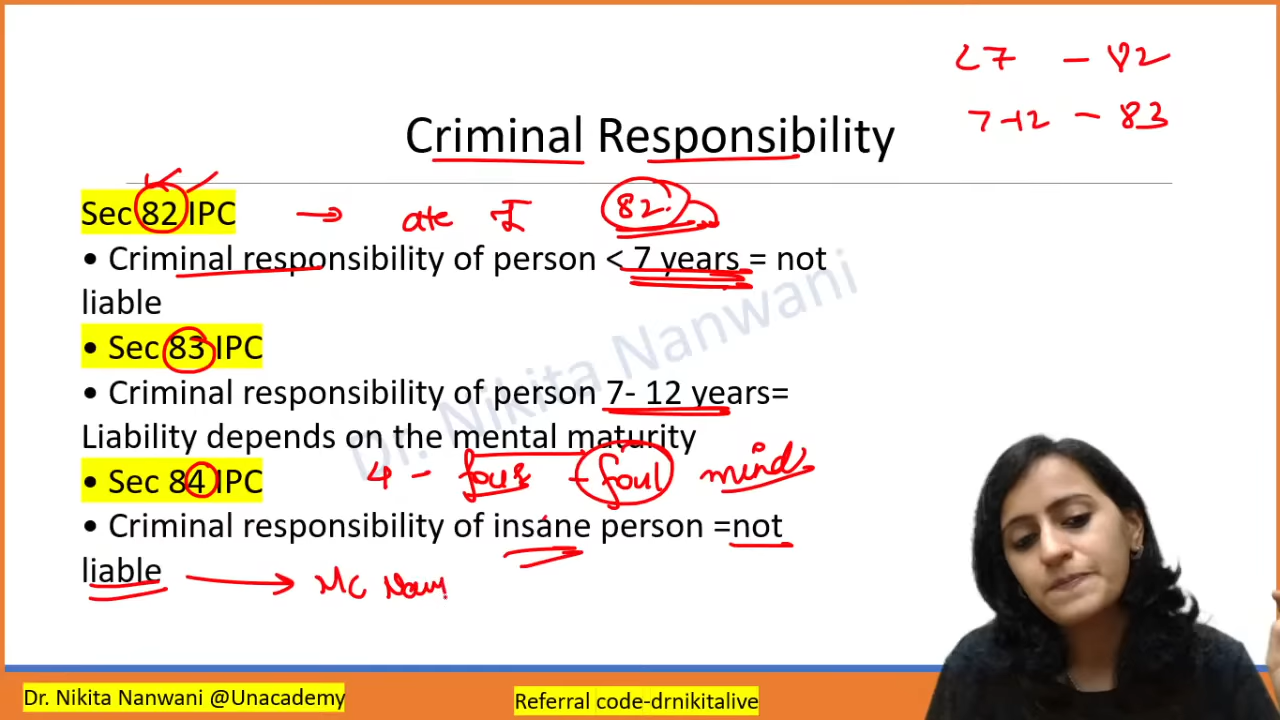 <7 – 82
7-12 – 83
Criminal Responsibility
Sec 82 IPC → ate I 82.
• Criminal responsibility of person < 7 years = not
liable
• Sec 83 IPC
• Criminal responsibility of person 7- 12 years=
Liability depends on the mental maturity
4 – four – foul mind
• Sec 84 IPC
• Criminal responsibility of insane person =not
liable → Mc Naug
Dr. Nikita Nanwani
Dr. Nikita Nanwani @Unacademy
Referral code-drnikitalive